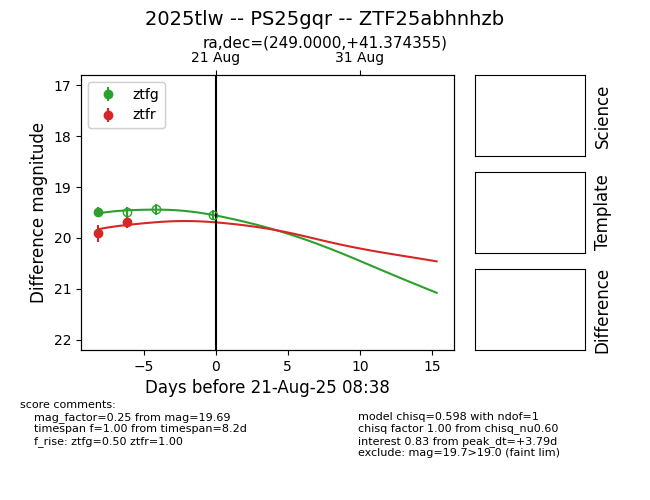 2025tlw -- PS25gqr -- ZTF25abhnhzb
ra,dec=(249.0000,+41.374355)
21 Aug
31 Aug
ztfg
ztfr
17
18
19
20
21
22
Difference magnitude
−5
0
5
10
15
Days before 21-Aug-25 08:38
Science
Template
Difference
score comments:
mag_factor=0.25 from mag=19.69
timespan f=1.00 from timespan=8.2d
f_rise: ztfg=0.50 ztfr=1.00
model chisq=0.598 with ndof=1
chisq factor 1.00 from chisq_nu0.60
interest 0.83 from peak_dt=+3.79d
exclude: mag=19.7>19.0 (faint lim)